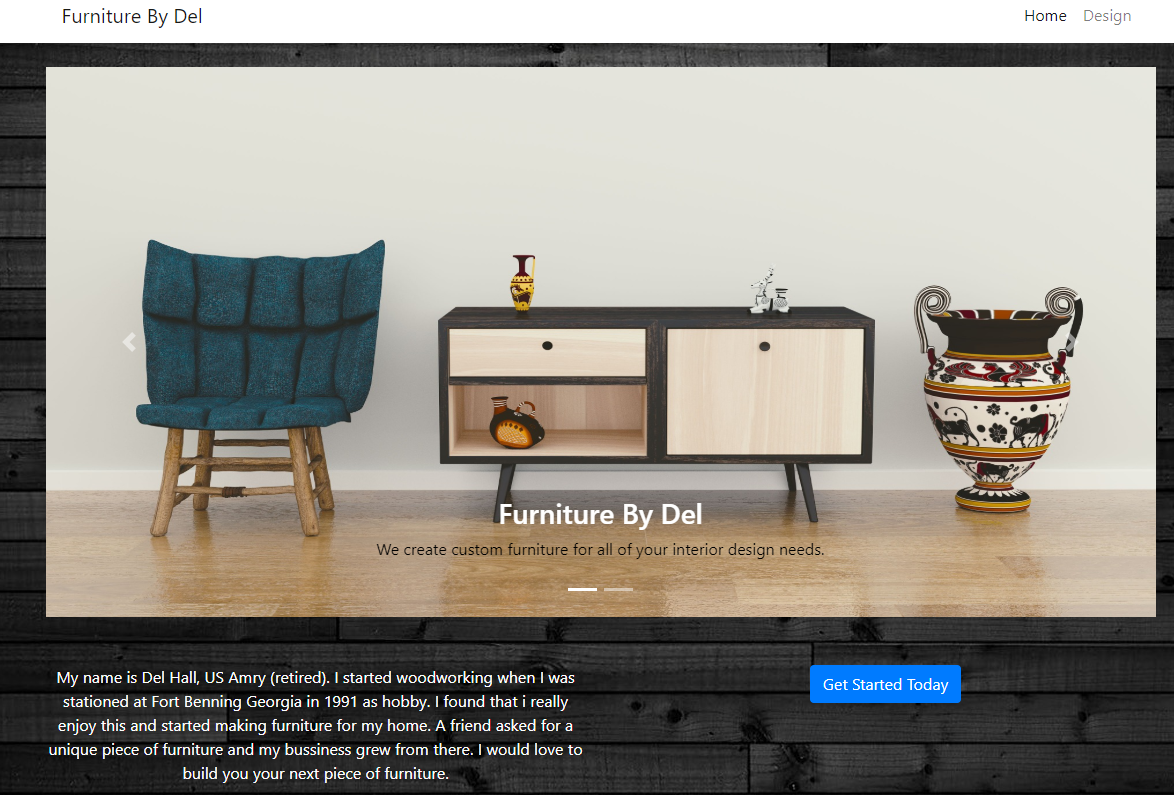 Furniture By Del
Home Design
Furniture By Del
We create custom furniture for all of your interior design needs.
My name is Del Hall, US Amry (retired). I started woodworking when I was
stationed at Fort Benning Georgia in 1991 as hobby. I found that i really
enjoy this and started making furniture for my home. A friend asked for a
unique piece of furniture and my bussiness grew from there. I would love to
build you your next piece of furniture.
Get Started Today